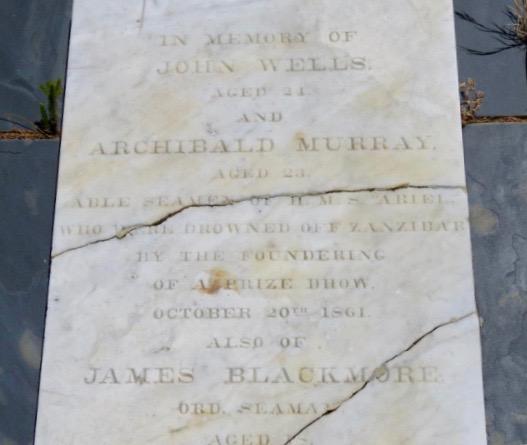 IN MEMORY OF
JOHN WELLS.
AGED 21.
AND
ARCHIBALD MURRAY,
AGED 23.
ABLE SEAMEN OF H.M.S. "ARIEL,"
WHO WERE DROWNED OFF ZANZIBAR
BY THE FOUNDERING
OF A PRIZE DHOW,
OCTOBER 20TH 1861.
ALSO OF
JAMES BLACKMORE
ORD. SEAMAN
AGED